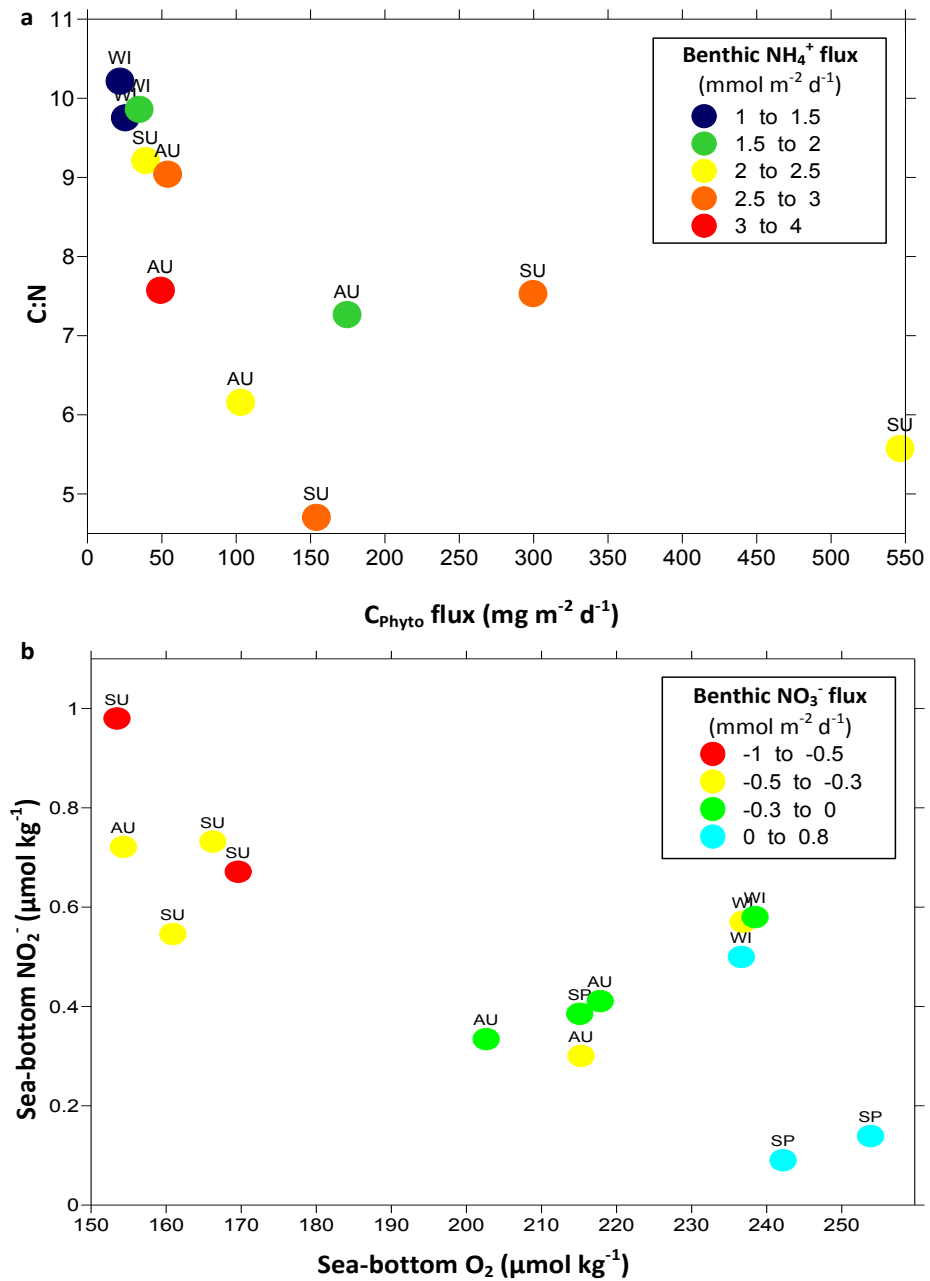 a
11
10
9
8
7
6
5
C:N
WI
WI
WI
SU
AU
AU
AU
SU
AU
SU
SU
Benthic NH₄⁺ flux
(mmol m⁻² d⁻¹)
1 to 1.5
1.5 to 2
2 to 2.5
2.5 to 3
3 to 4
0 50 100 150 200 250 300 350 400 450 500 550
C_Phyto flux (mg m⁻² d⁻¹)
b
1
0.8
0.6
0.4
0.2
0
Sea-bottom NO₂⁻ (µmol kg⁻¹)
SU
AU
SU
SU
SU
WI
WI
WI
AU
SP
AU
AU
SP
SP
Benthic NO₃⁻ flux
(mmol m⁻² d⁻¹)
-1 to -0.5
-0.5 to -0.3
-0.3 to 0
0 to 0.8
150 160 170 180 190 200 210 220 230 240 250
Sea-bottom O₂ (µmol kg⁻¹)